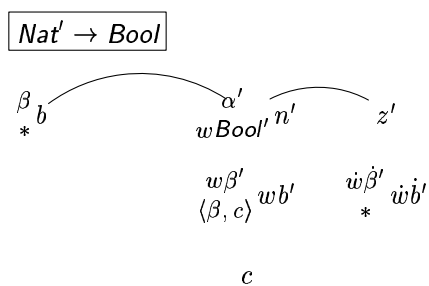 Nat′ → Bool
β α′
* b wBool′ n′ z′
wβ′ ẇβ̇′
⟨β, c⟩ wb′ * ẇḃ′
c